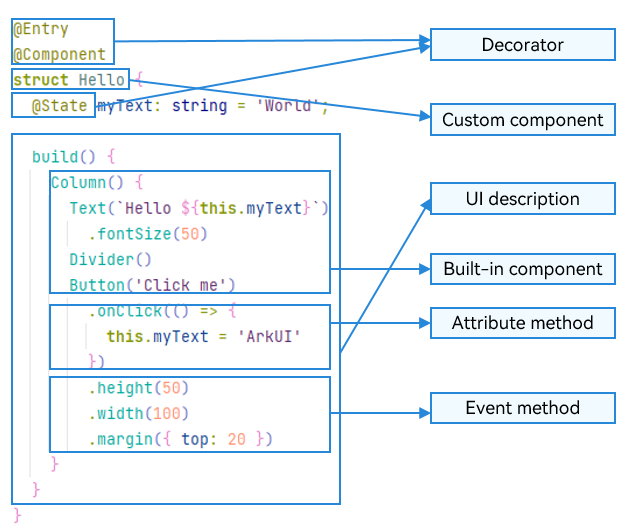 @Entry
@Component
struct Hello {
@State myText: string = 'World';
build() {
Column() {
Text(`Hello ${this.myText}`)
.fontSize(50)
Divider()
Button('Click me')
.onClick(() => {
this.myText = 'ArkUI'
})
.height(50)
.width(100)
.margin({ top: 20 })
}
}
}
Decorator
Custom component
UI description
Built-in component
Attribute method
Event method